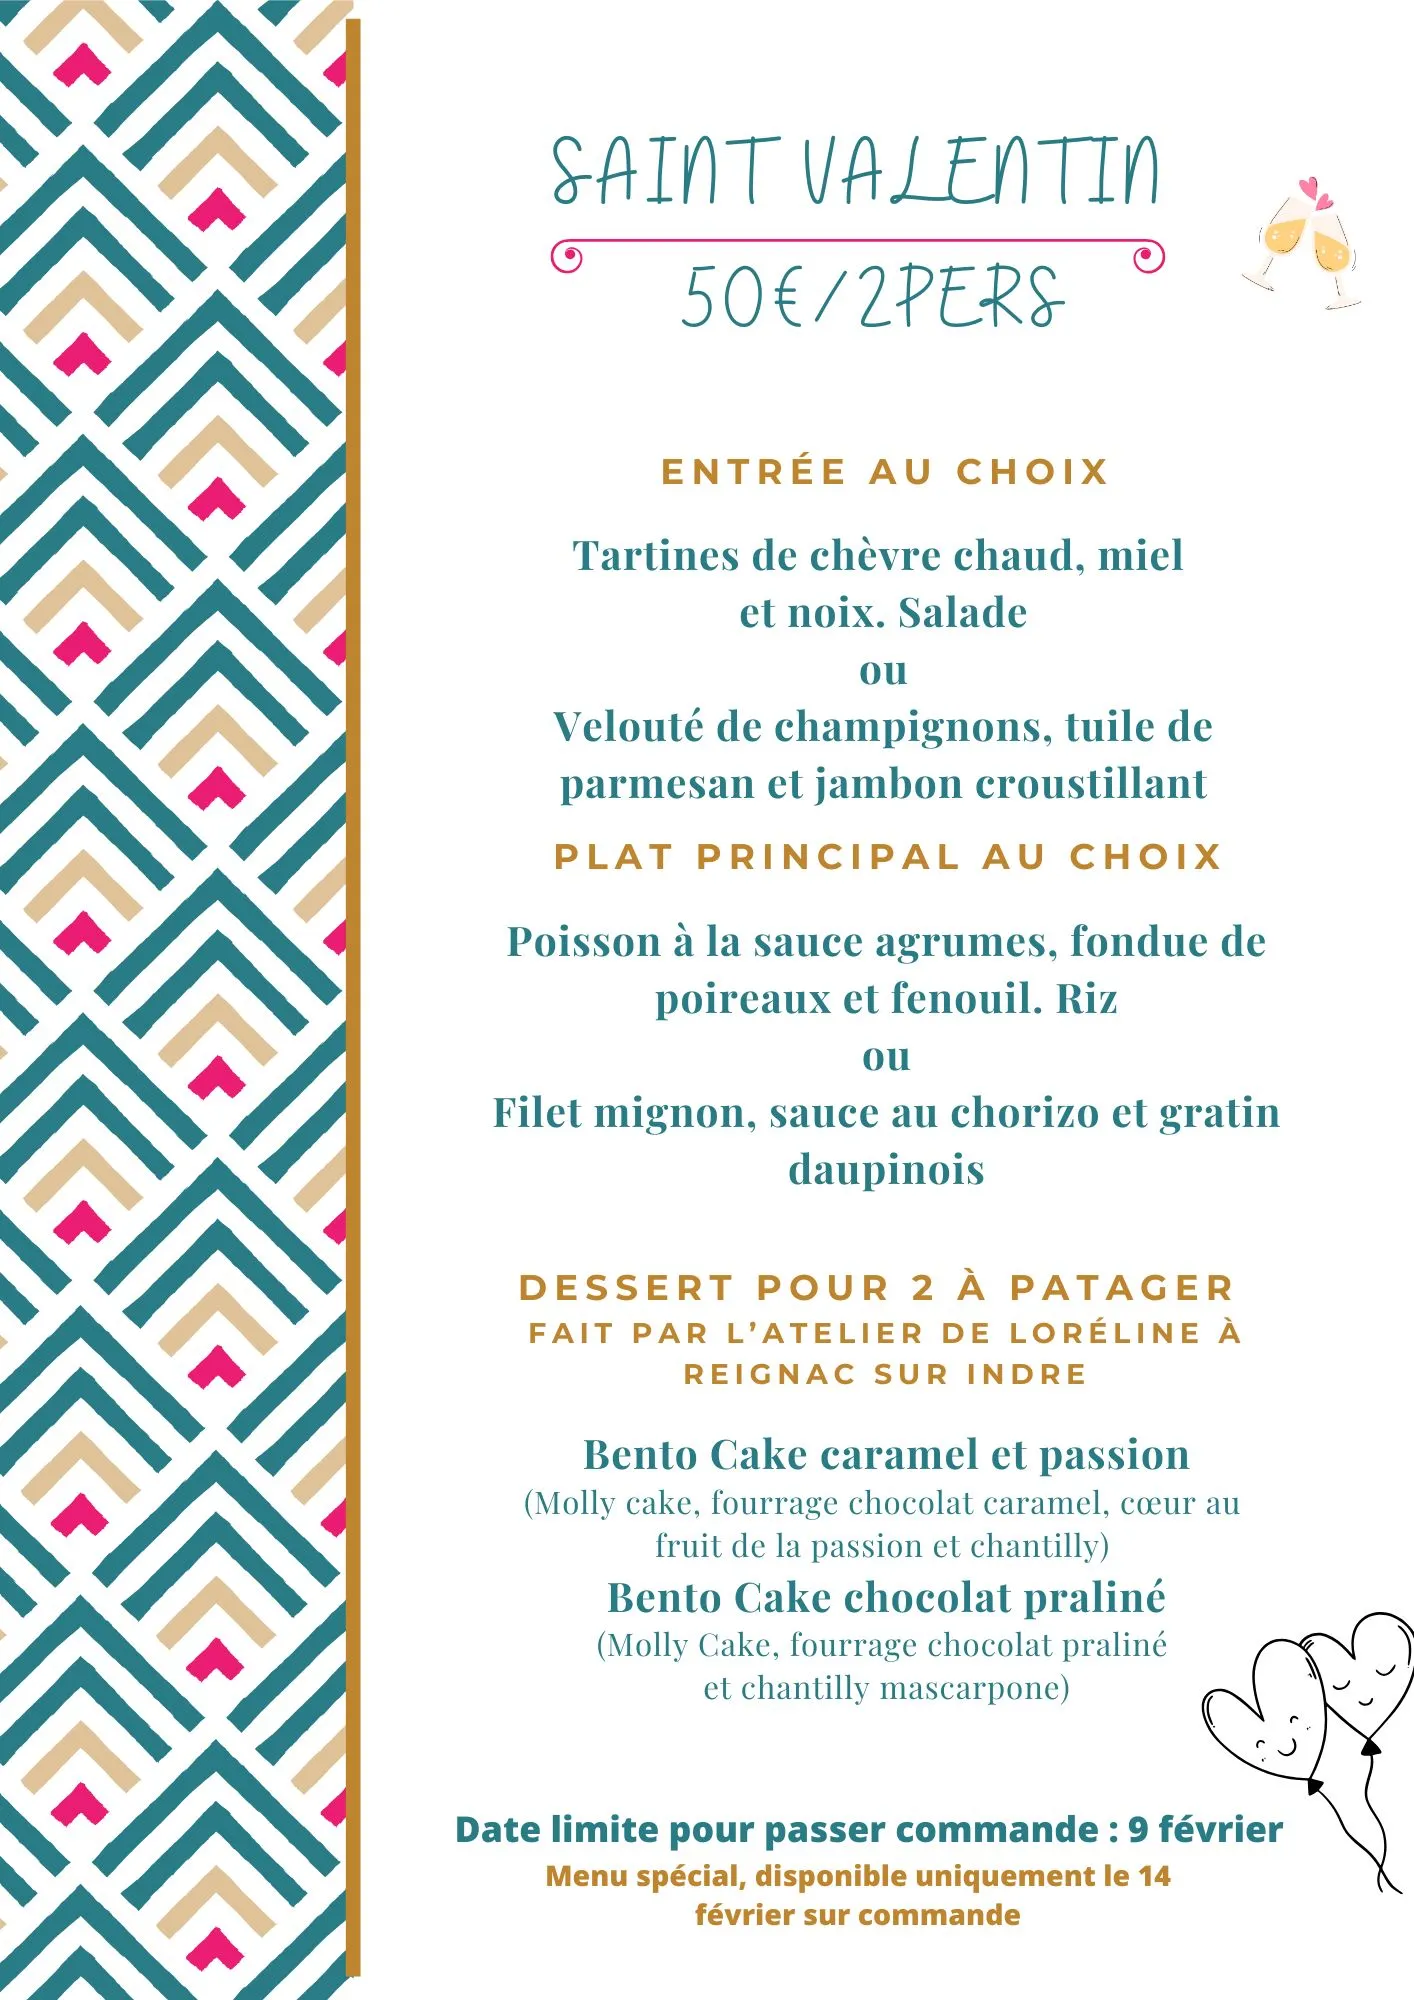 SAINT VALENTIN
50€/2PERS
ENTRÉE AU CHOIX
Tartines de chèvre chaud, miel
et noix. Salade
ou
Velouté de champignons, tuile de
parmesan et jambon croustillant
PLAT PRINCIPAL AU CHOIX
Poisson à la sauce agrumes, fondue de
poireaux et fenouil. Riz
ou
Filet mignon, sauce au chorizo et gratin
daupinois
DESSERT POUR 2 À PATAGER
FAIT PAR L'ATELIER DE LORÉLINE À
REIGNAC SUR INDRE
Bento Cake caramel et passion
(Molly cake, fourrage chocolat caramel, cœur au
fruit de la passion et chantilly)
Bento Cake chocolat praliné
(Molly Cake, fourrage chocolat praliné
et chantilly mascarpone)
Date limite pour passer commande : 9 février
Menu spécial, disponible uniquement le 14
février sur commande